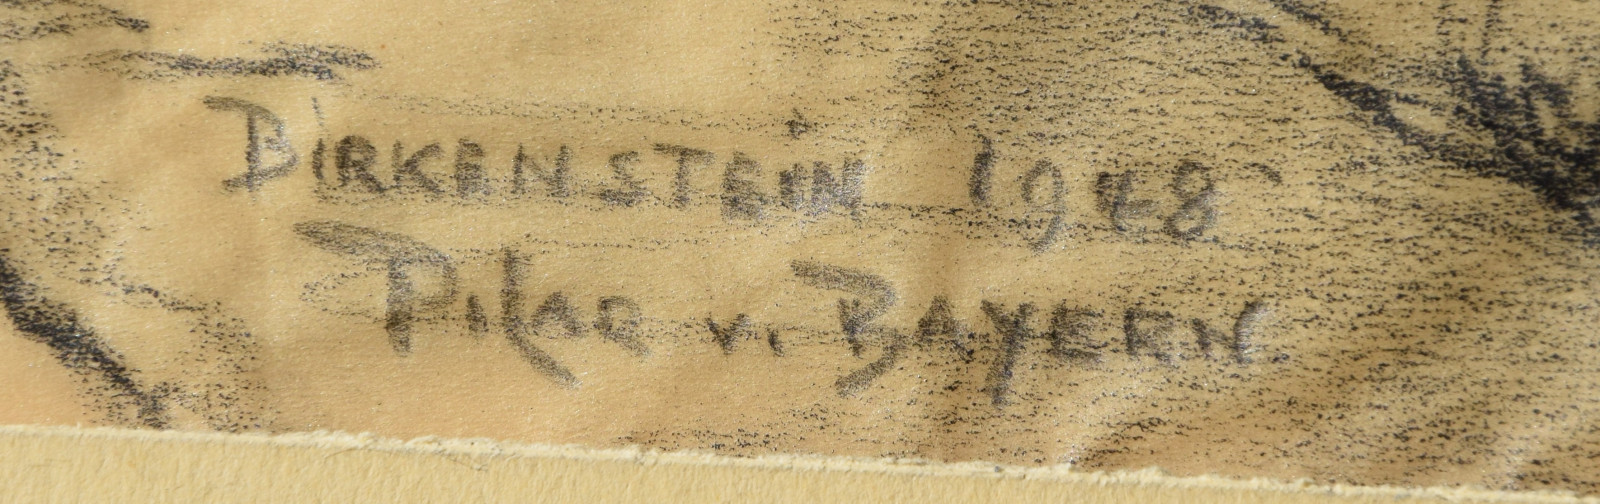 BIRKENSTEIN 1948
Pilar v. BAYERN.